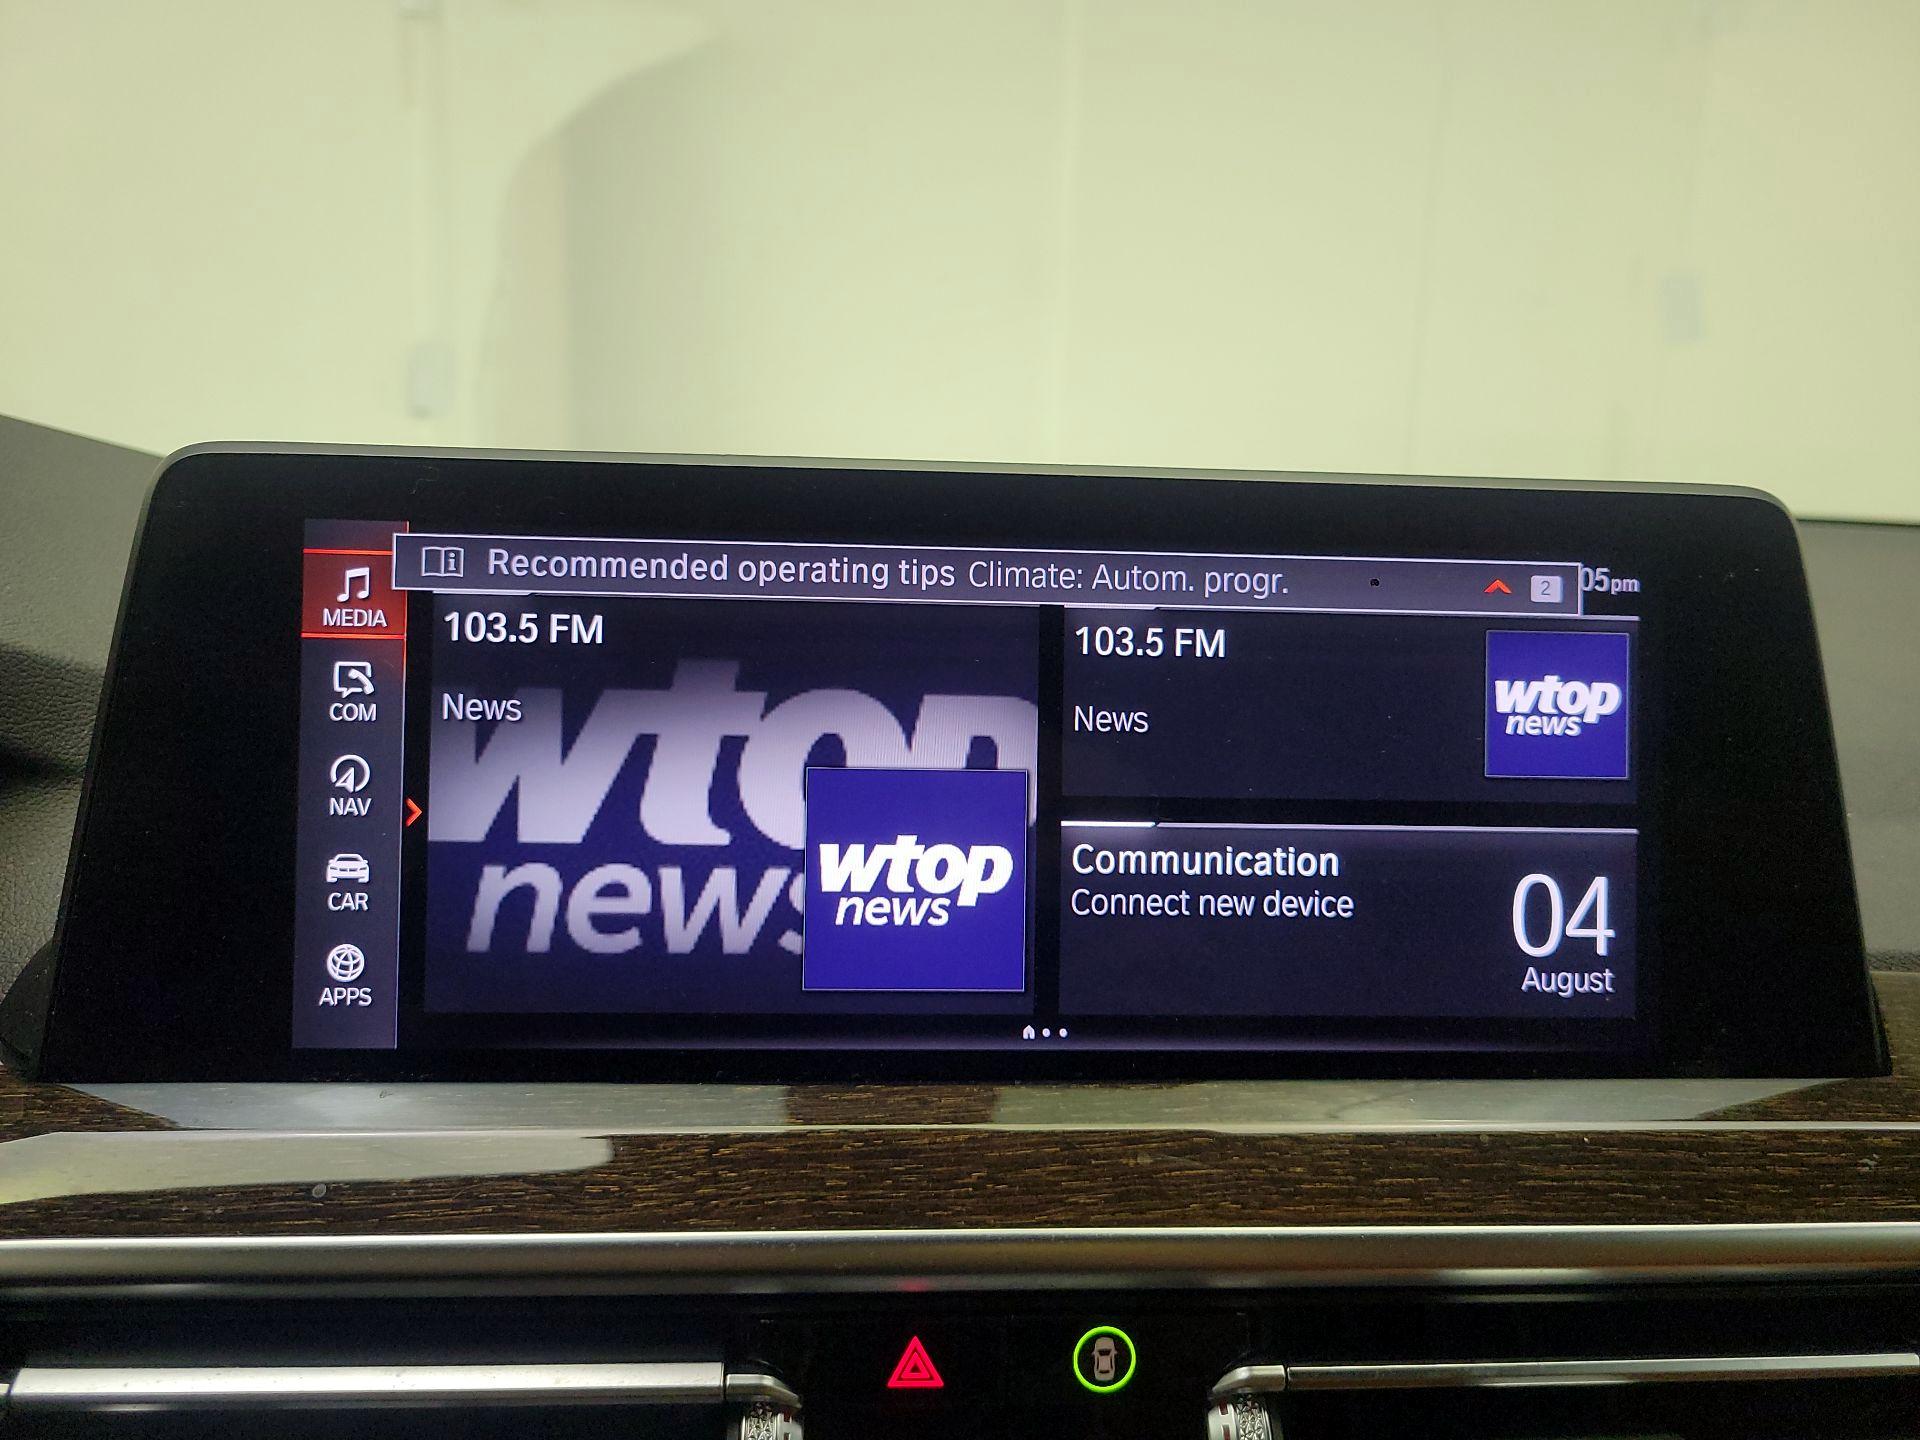 Recommended operating tips Climate: Autom. progr.
2
05pm
MEDIA
COM
NAV
CAR
APPS
103.5 FM
News
wtop
news
wtop
news
103.5 FM
News
wtop
news
Communication
Connect new device
04
August